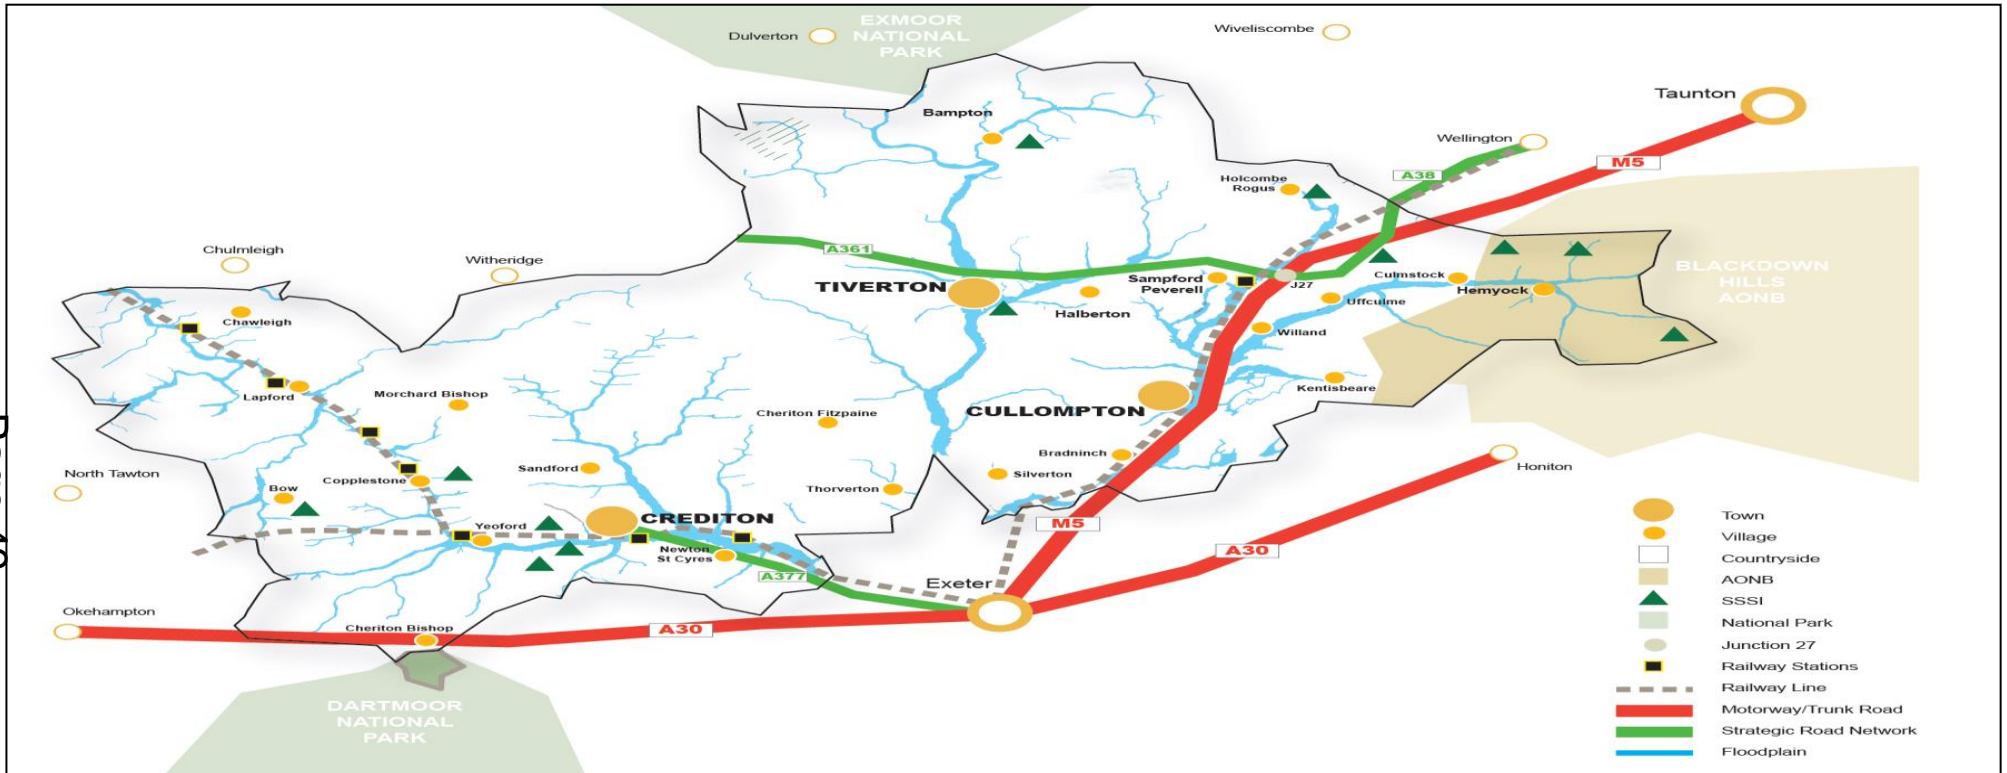 EXMOOR
NATIONAL
PARK
Dulverton
Wiveliscombe
Taunton
Bampton
Wellington
M5
A38
Holcombe
Rogus
Chulmleigh
Witheridge
A361
TIVERTON
Sampford
Peverell
J27
Culmstock
Hemyock
BLACKDOWN
HILLS
AONB
Uffculme
Halberton
Chawleigh
Willand
Lapford
Morchard Bishop
Kentisbeare
Cheriton Fitzpaine
CULLOMPTON
Bradninch
Honiton
North Tawton
Sandford
Silverton
Copplestone
Bow
Thorverton
CREDITON
Yeoford
M5
Newton
St Cyres
A30
A377
Exeter
Okehampton
Cheriton Bishop
A30
DARTMOOR
NATIONAL
PARK
Town
Village
Countryside
AONB
SSSI
National Park
Junction 27
Railway Stations
Railway Line
Motorway/Trunk Road
Strategic Road Network
Floodplain